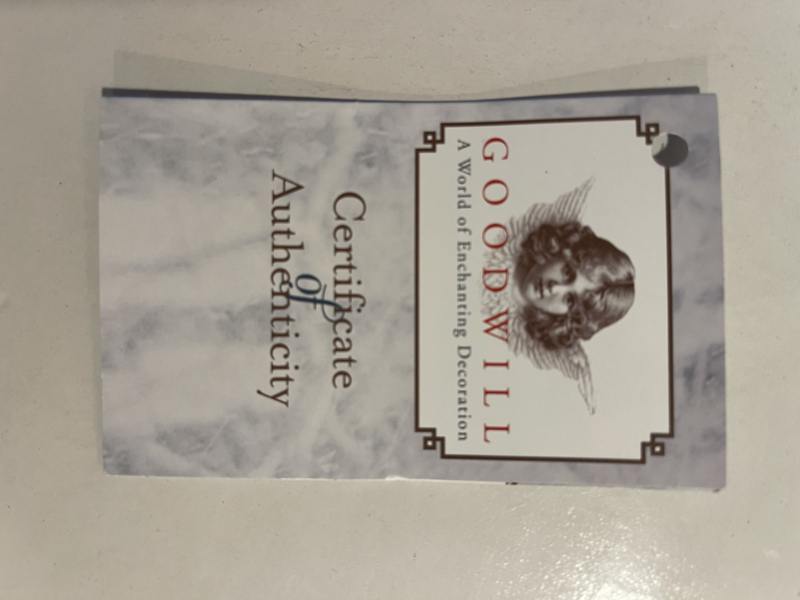 GOODWILL
A World of Enchanting Decoration
Certificate
of
Authenticity